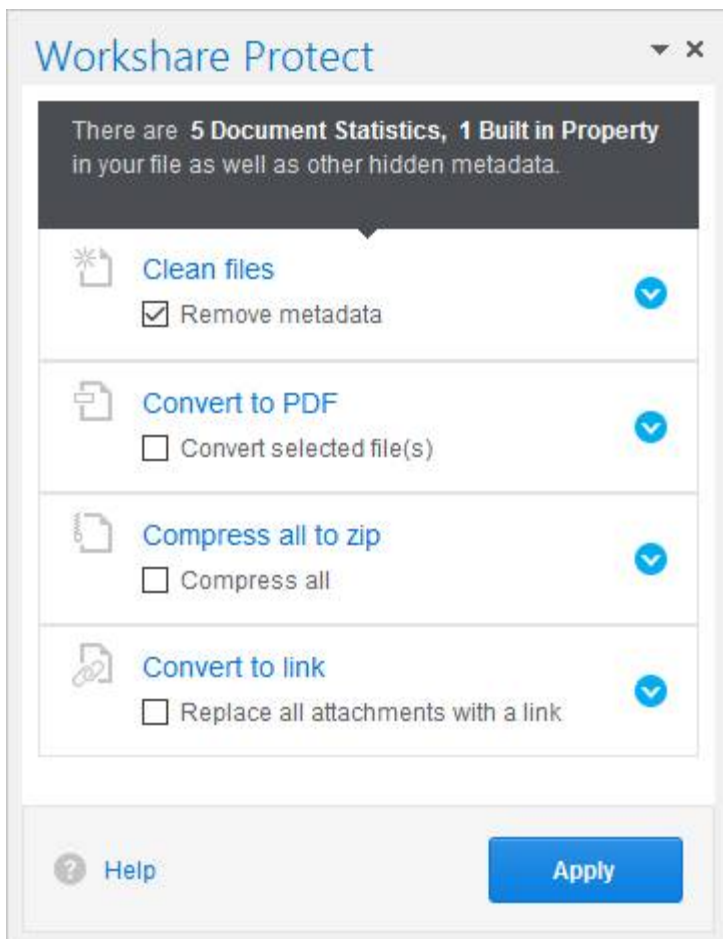 Workshare Protect
There are 5 Document Statistics, 1 Built in Property
in your file as well as other hidden metadata.
Clean files
Remove metadata
Convert to PDF
Convert selected file(s)
Compress all to zip
Compress all
Convert to link
Replace all attachments with a link
Help
Apply